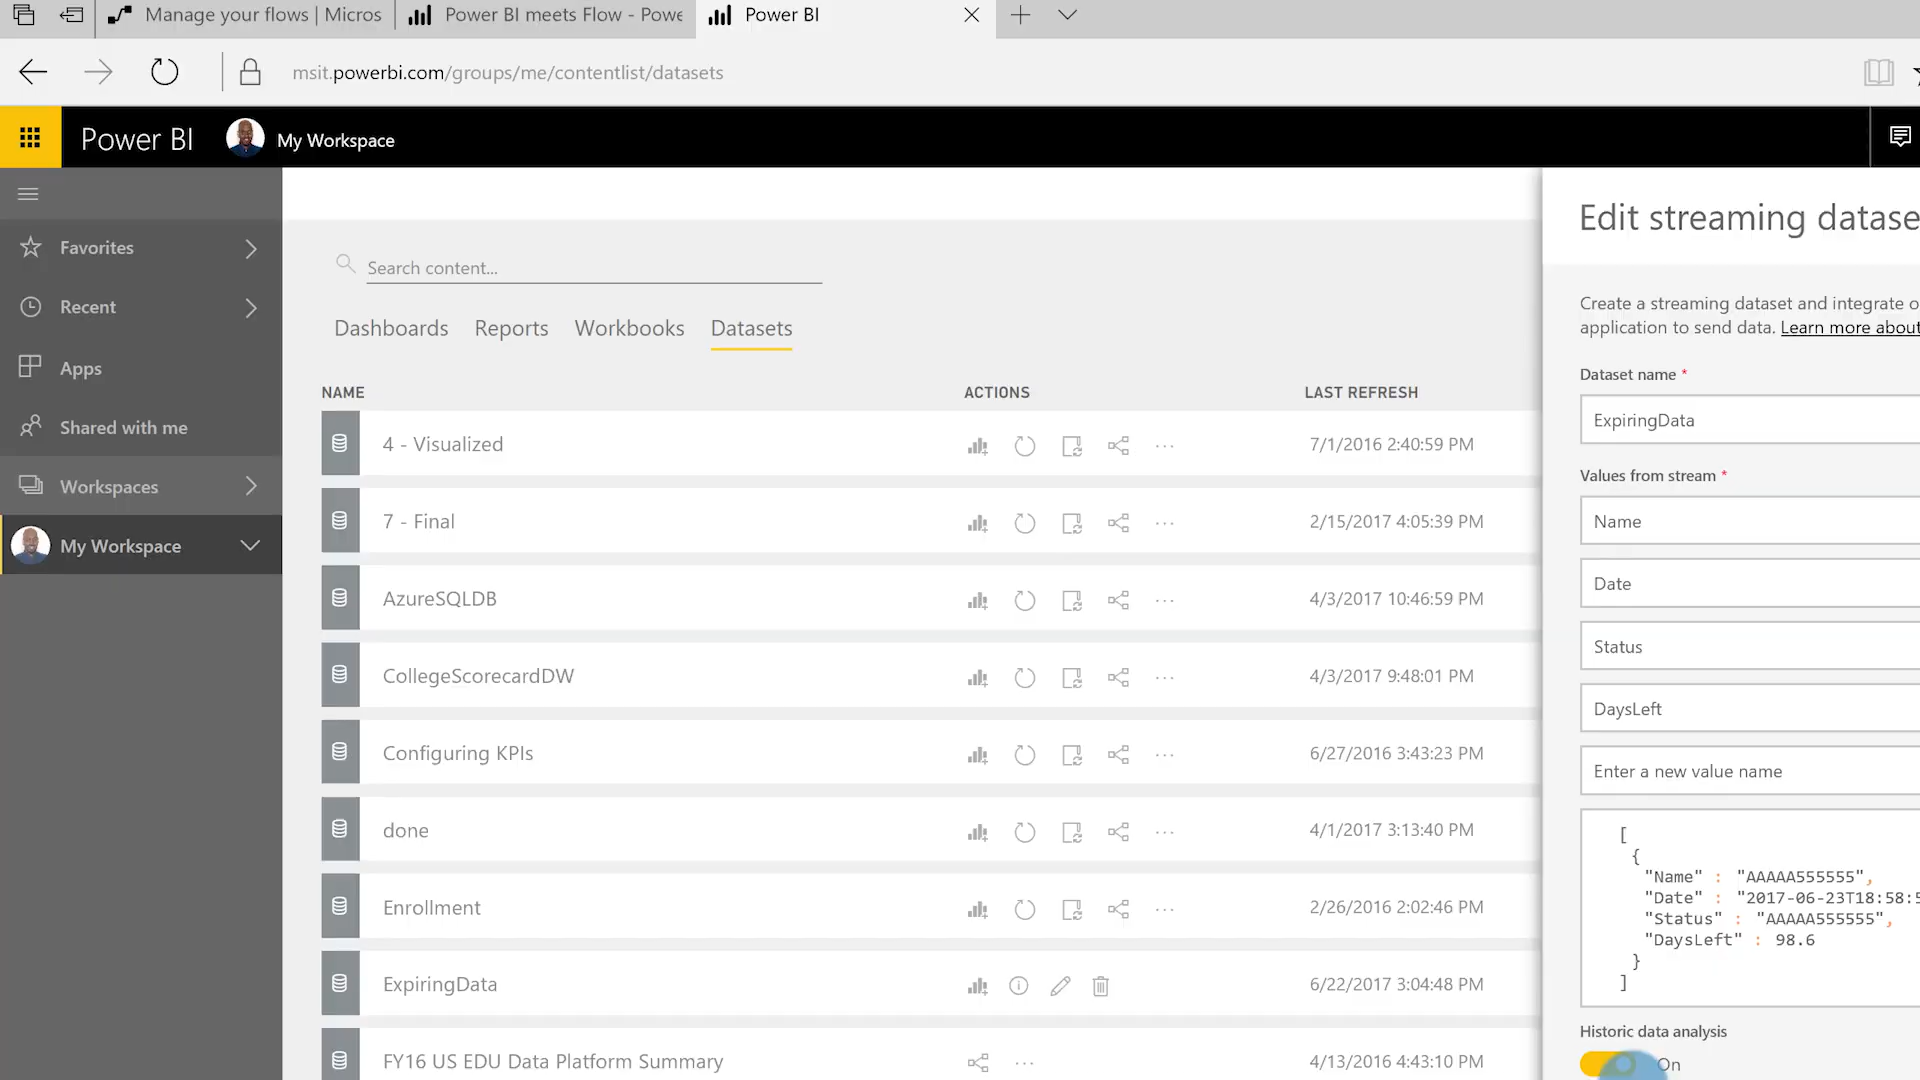 Manage your flows | Micros
Power BI meets Flow - Powe
Power BI
msit.powerbi.com/groups/me/contentlist/datasets
Power BI
My Workspace
Favorites
Recent
Apps
Shared with me
Workspaces
My Workspace
Search content...
Dashboards Reports Workbooks Datasets
NAME ACTIONS LAST REFRESH
4 - Visualized 7/1/2016 2:40:59 PM
7 - Final 2/15/2017 4:05:39 PM
AzureSQLDB 4/3/2017 10:46:59 PM
CollegeScorecardDW 4/3/2017 9:48:01 PM
Configuring KPIs 6/27/2016 3:43:23 PM
done 4/1/2017 3:13:40 PM
Enrollment 2/26/2016 2:02:46 PM
ExpiringData 6/22/2017 3:04:48 PM
FY16 US EDU Data Platform Summary 4/13/2016 4:43:10 PM
Edit streaming datase
Create a streaming dataset and integrate o
application to send data. Learn more about
Dataset name *
ExpiringData
Values from stream *
Name
Date
Status
DaysLeft
Enter a new value name
[
{
"Name" : "AAAAA555555",
"Date" : "2017-06-23T18:58:5
"Status" : "AAAAA555555",
"DaysLeft" : 98.6
}
]
Historic data analysis
On